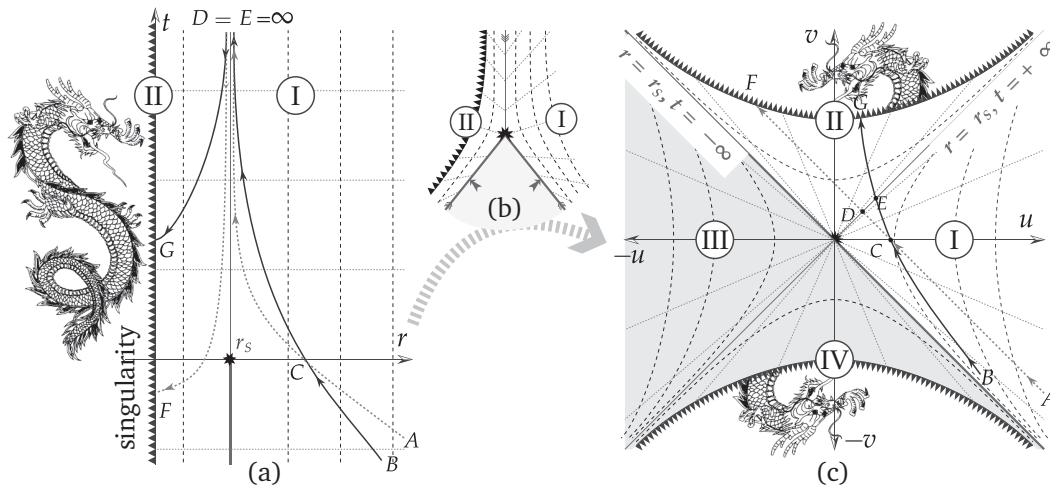 t
D = E = ∞
II
I
G
r_S
r
C
F
A
B
singularity
(a)
II
I
(b)
v
F
G
r = r_S, t = −∞
r = r_S, t = + ∞
II
E
D
C
III
I
u
−u
IV
B
A
−v
(c)